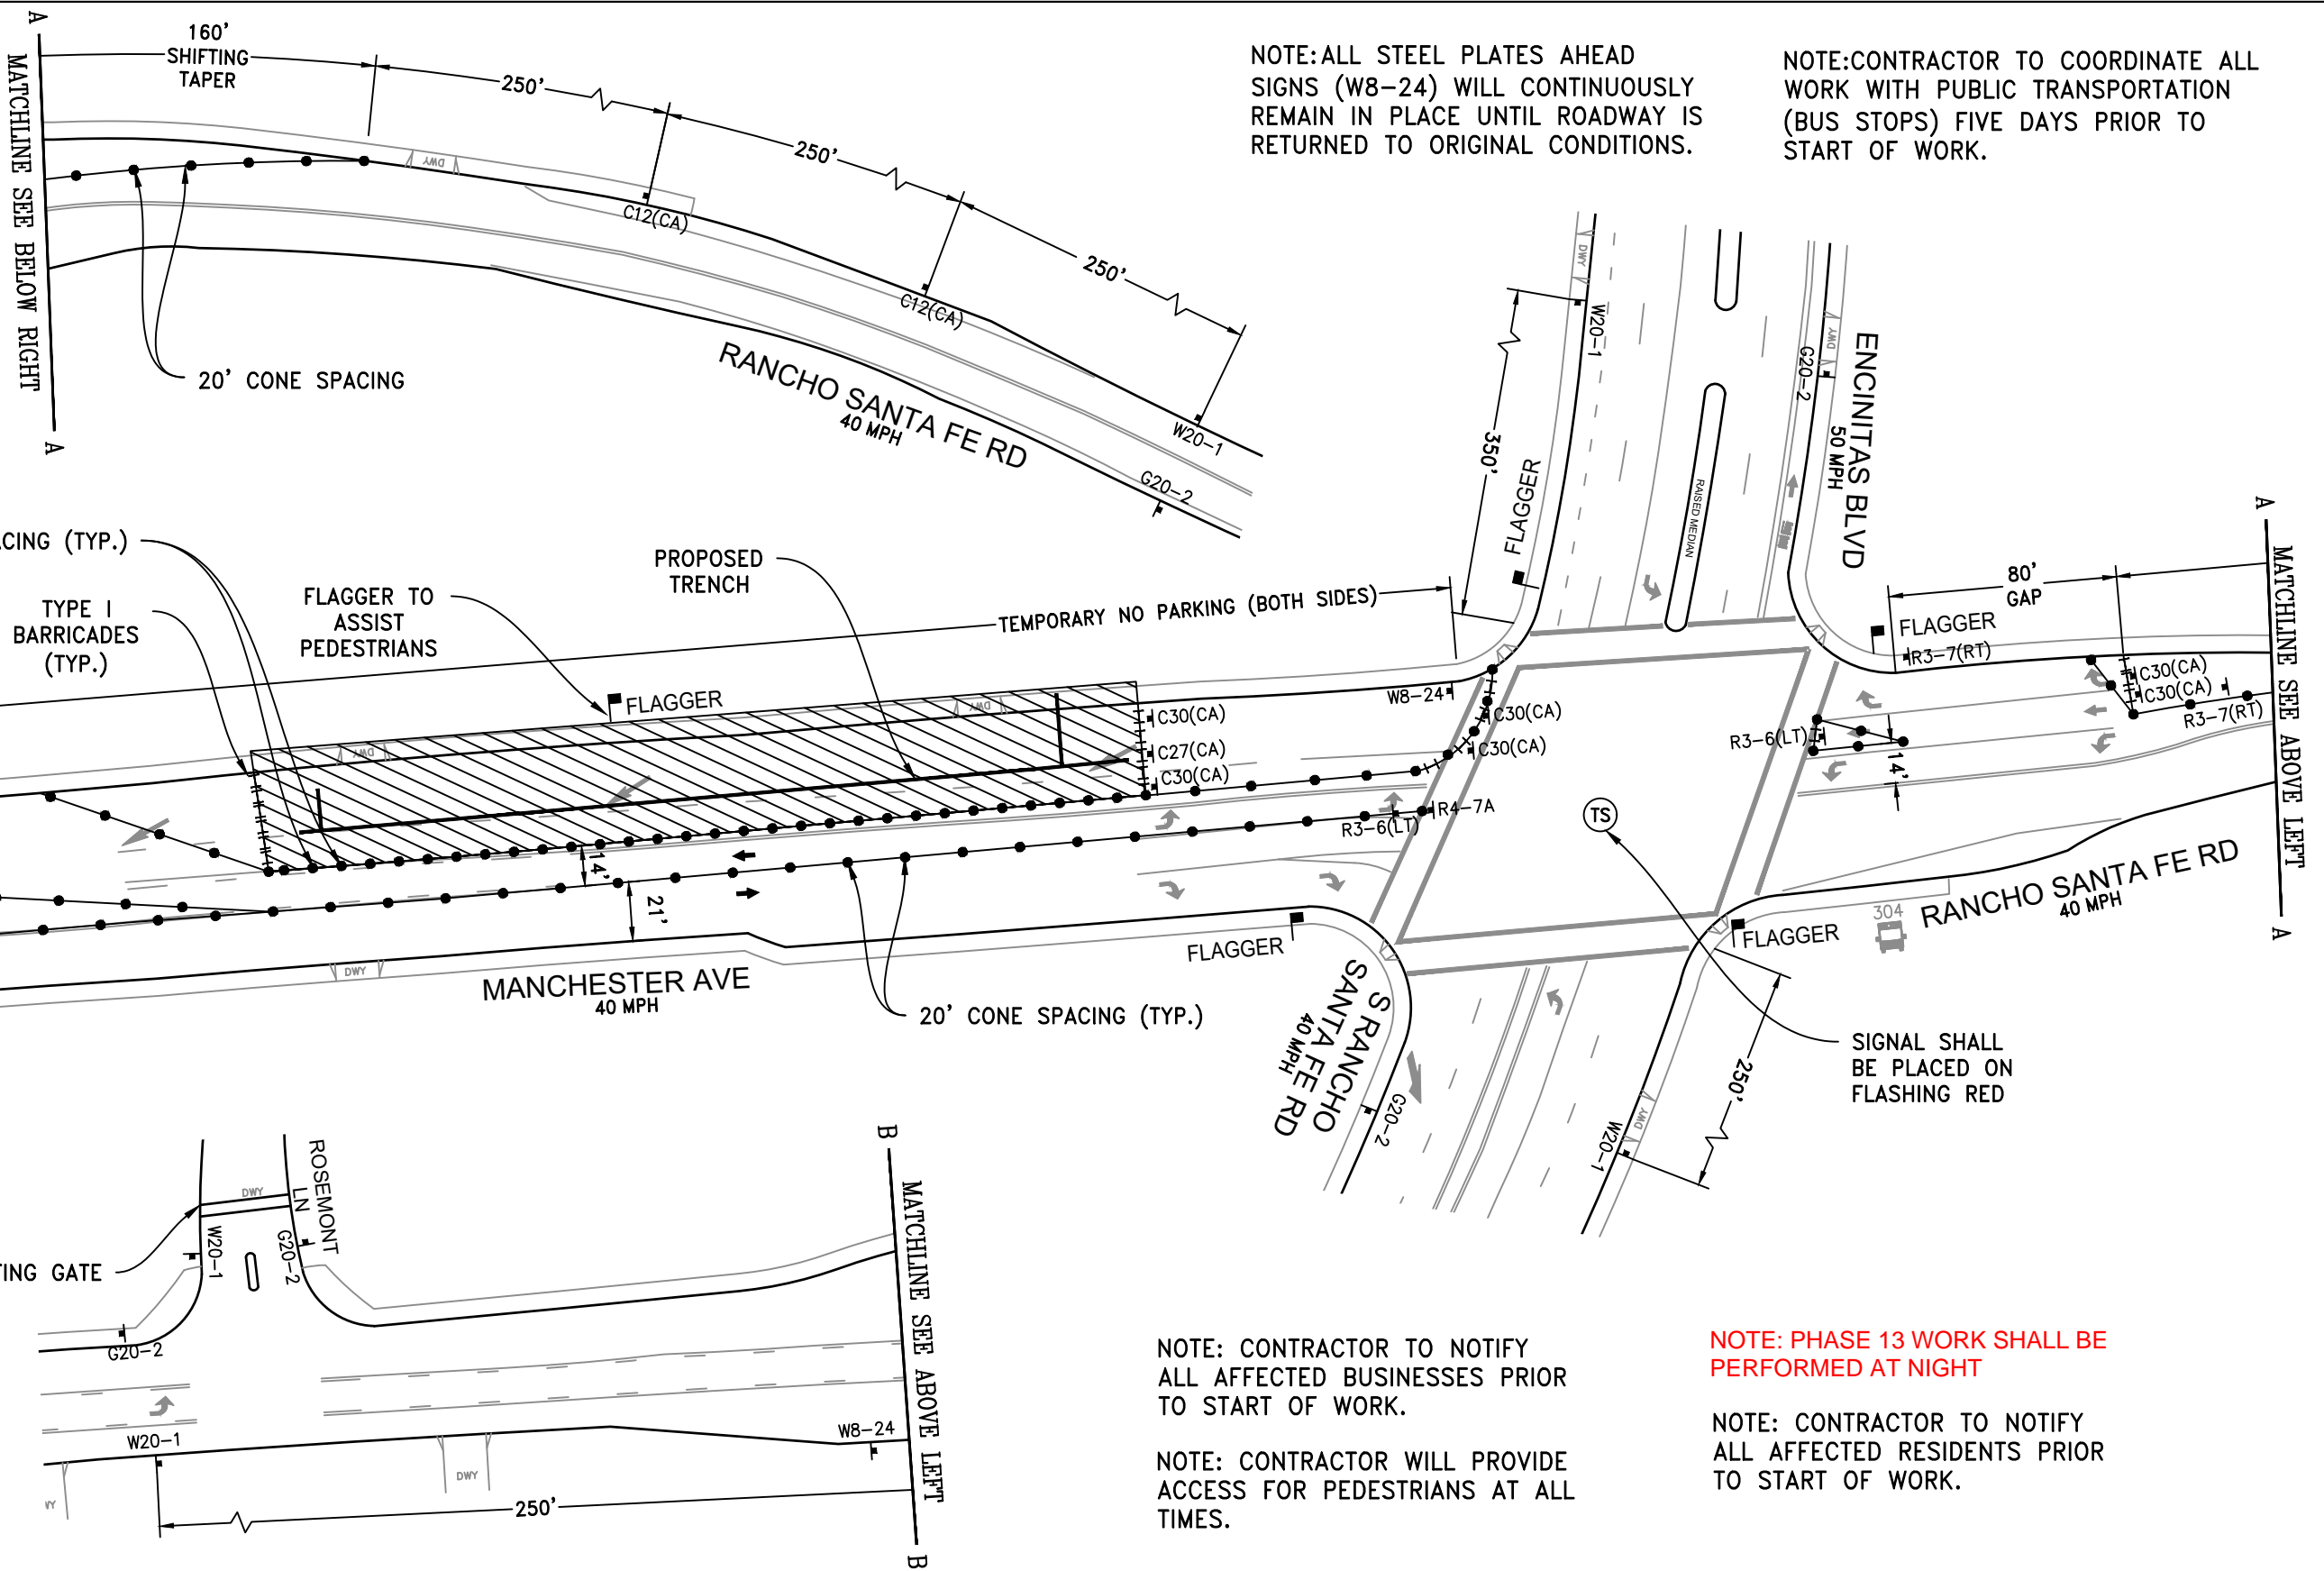 A
MATCHLINE SEE BELOW RIGHT
A
160'
SHIFTING
TAPER
250'
250'
250'
DWY
C12(CA)
C12(CA)
W20-1
G20-2
20' CONE SPACING
RANCHO SANTA FE RD
40 MPH
NOTE:ALL STEEL PLATES AHEAD
SIGNS (W8-24) WILL CONTINUOUSLY
REMAIN IN PLACE UNTIL ROADWAY IS
RETURNED TO ORIGINAL CONDITIONS.
NOTE:CONTRACTOR TO COORDINATE ALL
WORK WITH PUBLIC TRANSPORTATION
(BUS STOPS) FIVE DAYS PRIOR TO
START OF WORK.
DWY
W20-1
350'
FLAGGER
RAISED MEDIAN
DWY
G20-2
ENCINITAS BLVD
50 MPH
A
MATCHLINE SEE ABOVE LEFT
A
80'
GAP
FLAGGER
R3-7(RT)
C30(CA)
C30(CA)
R3-7(RT)
R3-6(LT)
14'
CING (TYP.)
TYPE I
BARRICADES
(TYP.)
FLAGGER TO
ASSIST
PEDESTRIANS
PROPOSED
TRENCH
TEMPORARY NO PARKING (BOTH SIDES)
FLAGGER
DWY
DWY
C30(CA)
C27(CA)
C30(CA)
W8-24
C30(CA)
C30(CA)
R3-6(LT)
R4-7A
TS
14'
21'
DWY
MANCHESTER AVE
40 MPH
20' CONE SPACING (TYP.)
FLAGGER
S RANCHO
SANTA FE RD
40 MPH
G20-2
FLAGGER
304
RANCHO SANTA FE RD
40 MPH
SIGNAL SHALL
BE PLACED ON
FLASHING RED
250'
DWY
W20-1
ROSEMONT
LN
DWY
W20-1
G20-2
TING GATE
G20-2
W20-1
DWY
W8-24
250'
B
MATCHLINE SEE ABOVE LEFT
B
WY
NOTE: CONTRACTOR TO NOTIFY
ALL AFFECTED BUSINESSES PRIOR
TO START OF WORK.
NOTE: CONTRACTOR WILL PROVIDE
ACCESS FOR PEDESTRIANS AT ALL
TIMES.
NOTE: PHASE 13 WORK SHALL BE
PERFORMED AT NIGHT
NOTE: CONTRACTOR TO NOTIFY
ALL AFFECTED RESIDENTS PRIOR
TO START OF WORK.